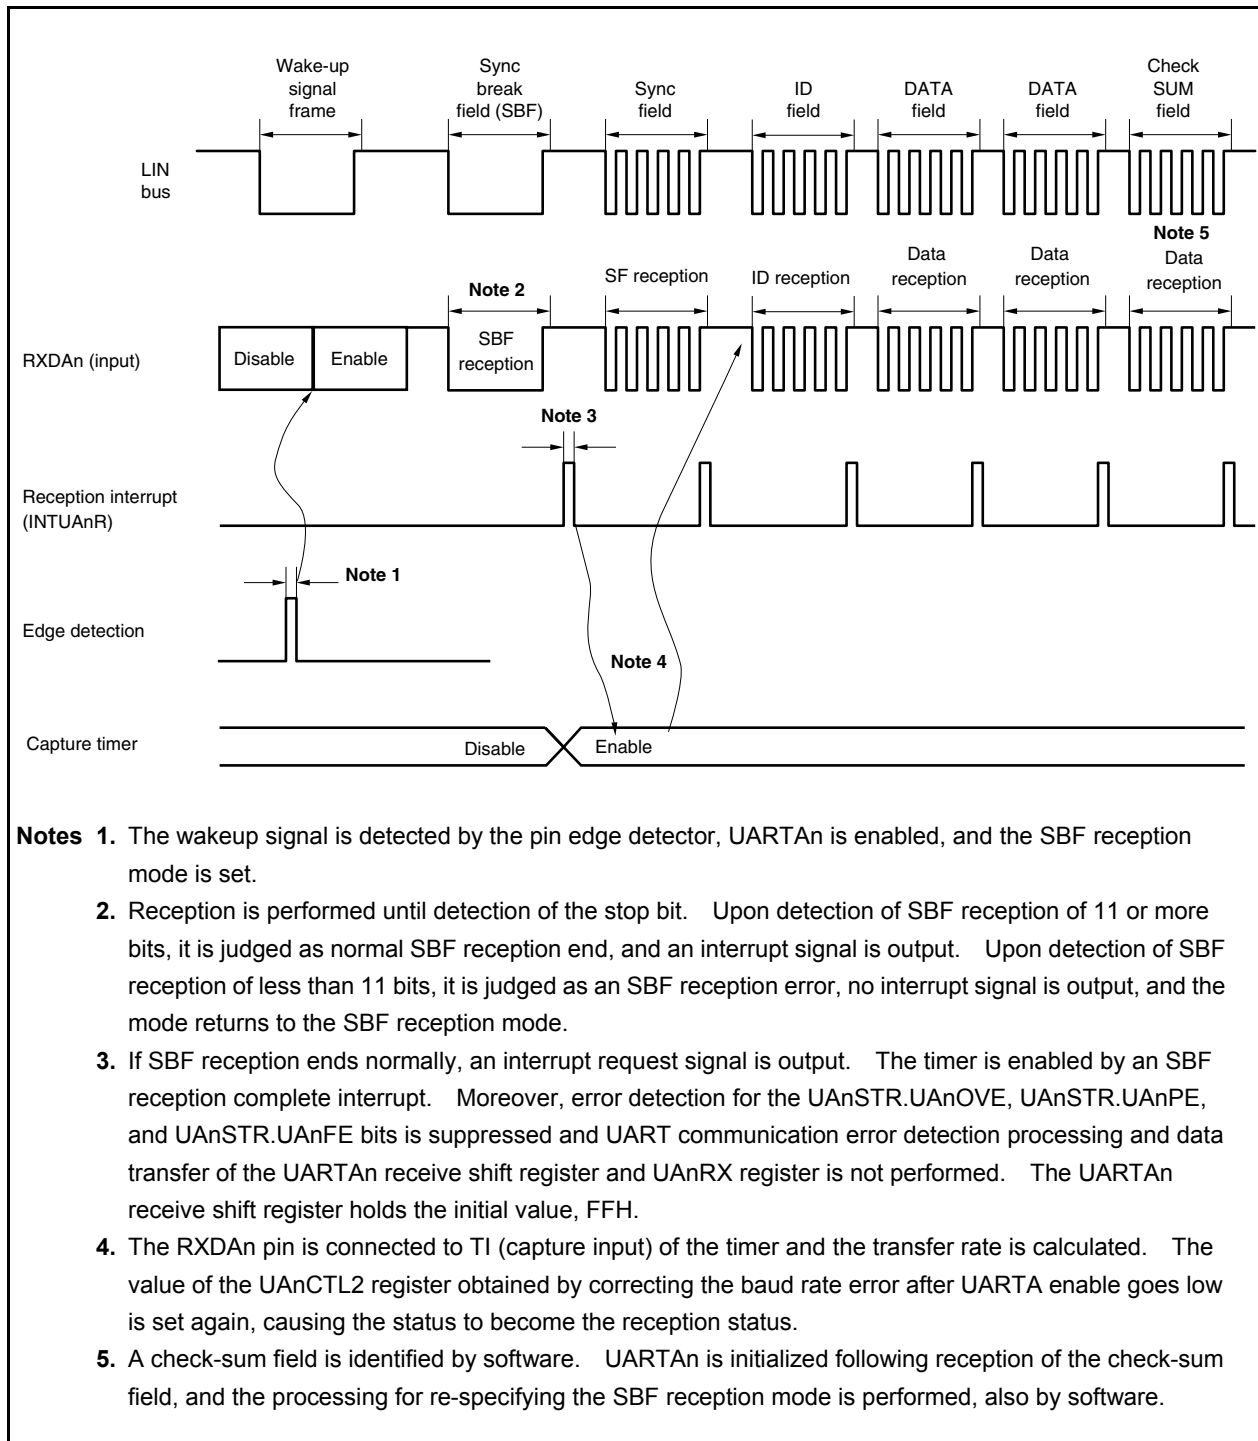 Wake-up
signal
frame
Sync
break
field (SBF)
Sync
field
ID
field
DATA
field
DATA
field
Check
SUM
field
LIN
bus
Note 5
Note 2
SF reception
ID reception
Data
reception
Data
reception
Data
reception
RXDAn (input)
Disable
Enable
SBF
reception
Note 3
Reception interrupt
(INTUAnR)
Note 1
Edge detection
Note 4
Capture timer
Disable
Enable
Notes 1. The wakeup signal is detected by the pin edge detector, UARTAn is enabled, and the SBF reception
mode is set.
2. Reception is performed until detection of the stop bit. Upon detection of SBF reception of 11 or more
bits, it is judged as normal SBF reception end, and an interrupt signal is output. Upon detection of SBF
reception of less than 11 bits, it is judged as an SBF reception error, no interrupt signal is output, and the
mode returns to the SBF reception mode.
3. If SBF reception ends normally, an interrupt request signal is output. The timer is enabled by an SBF
reception complete interrupt. Moreover, error detection for the UAnSTR.UAnOVE, UAnSTR.UAnPE,
and UAnSTR.UAnFE bits is suppressed and UART communication error detection processing and data
transfer of the UARTAn receive shift register and UAnRX register is not performed. The UARTAn
receive shift register holds the initial value, FFH.
4. The RXDAn pin is connected to TI (capture input) of the timer and the transfer rate is calculated. The
value of the UAnCTL2 register obtained by correcting the baud rate error after UARTA enable goes low
is set again, causing the status to become the reception status.
5. A check-sum field is identified by software. UARTAn is initialized following reception of the check-sum
field, and the processing for re-specifying the SBF reception mode is performed, also by software.